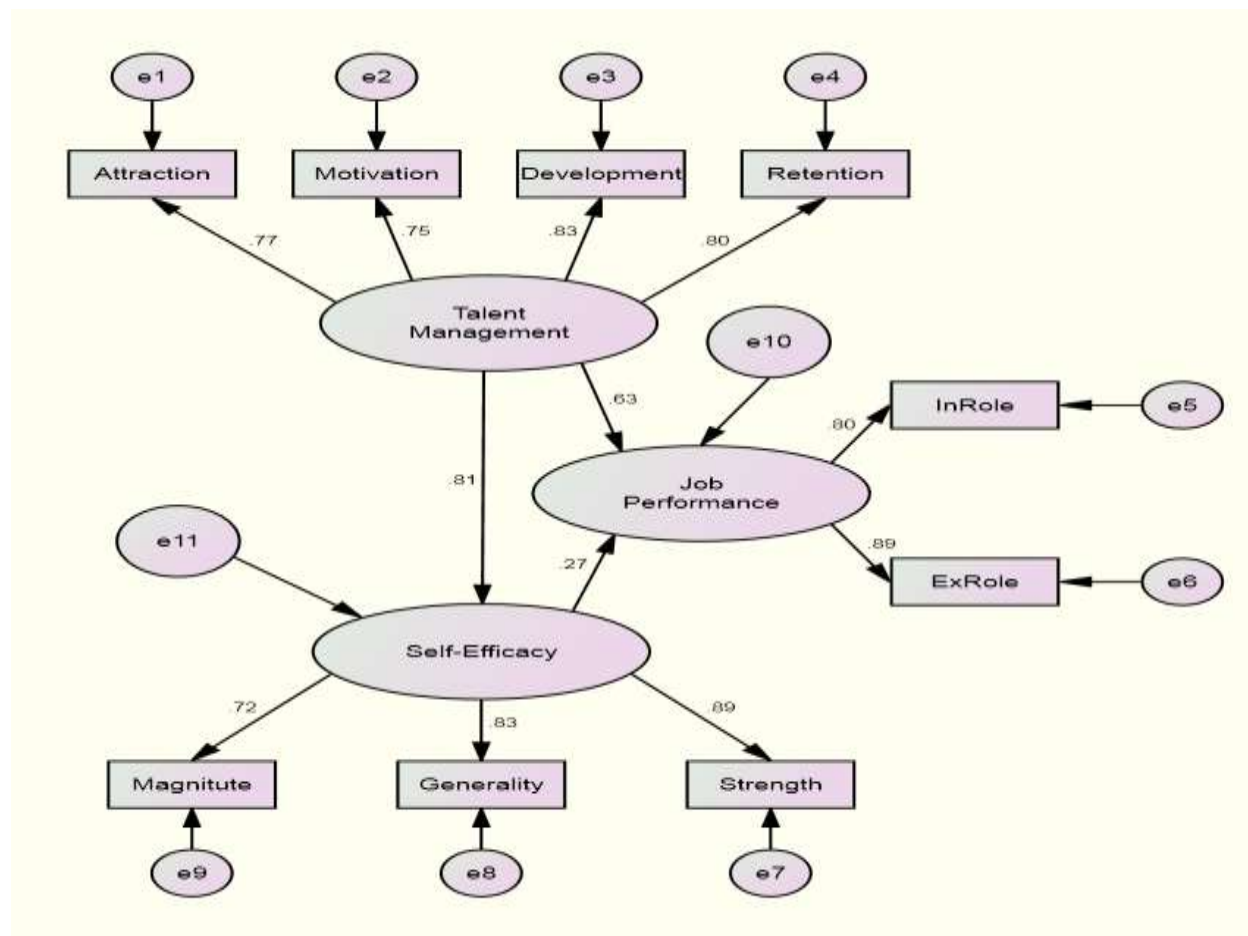 e1
e2
e3
e4
Attraction
Motivation
Development
Retention
.77
.75
.83
.80
Talent
Management
e10
.63
InRole
e5
.80
.81
Job
Performance
e11
.27
.89
ExRole
e6
Self-Efficacy
.72
.83
.89
Magnitute
Generality
Strength
e9
e8
e7